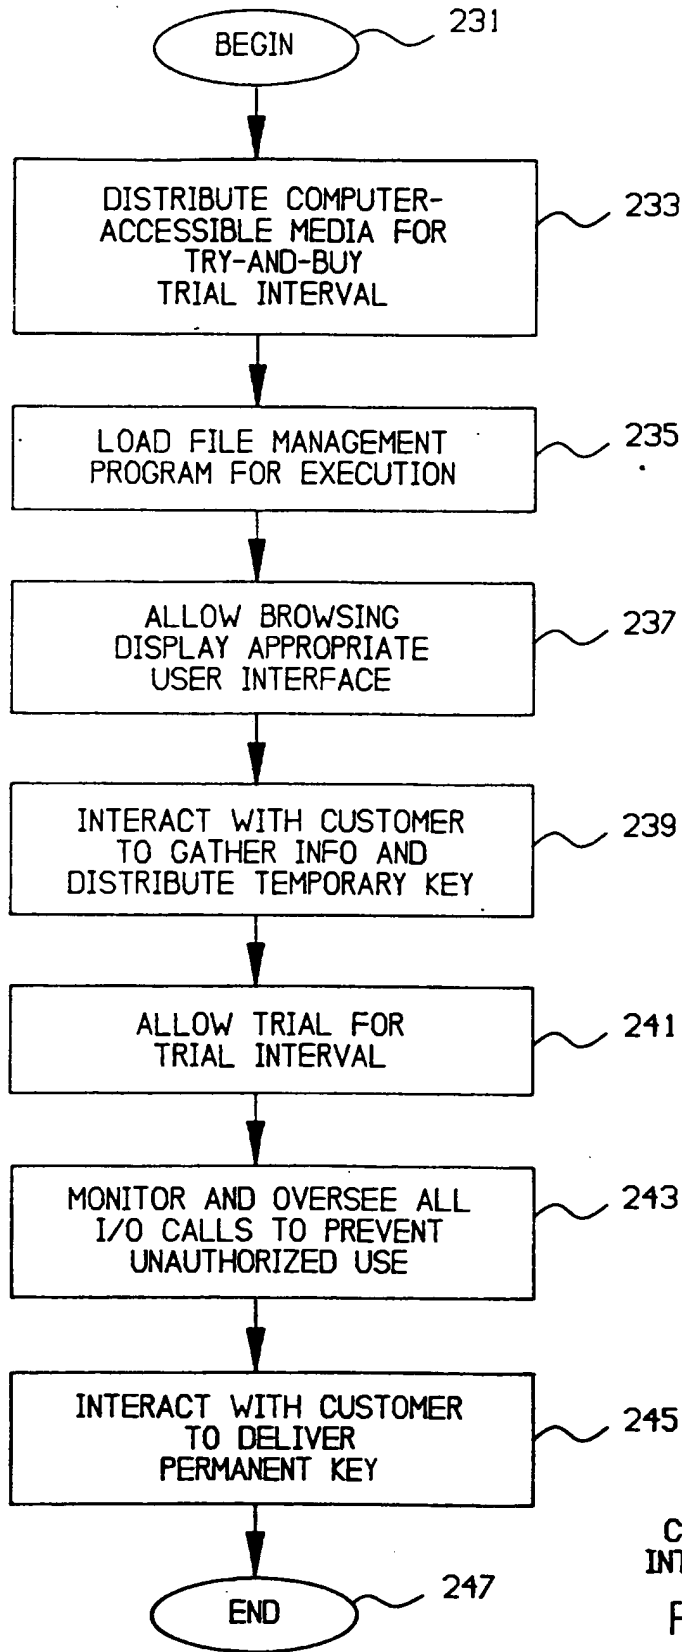 BEGIN
231
DISTRIBUTE COMPUTER-
ACCESSIBLE MEDIA FOR
TRY-AND-BUY
TRIAL INTERVAL
233
LOAD FILE MANAGEMENT
PROGRAM FOR EXECUTION
235
ALLOW BROWSING
DISPLAY APPROPRIATE
USER INTERFACE
237
INTERACT WITH CUSTOMER
TO GATHER INFO AND
DISTRIBUTE TEMPORARY KEY
239
ALLOW TRIAL FOR
TRIAL INTERVAL
241
MONITOR AND OVERSEE ALL
I/O CALLS TO PREVENT
UNAUTHORIZED USE
243
INTERACT WITH CUSTOMER
TO DELIVER
PERMANENT KEY
245
END
247